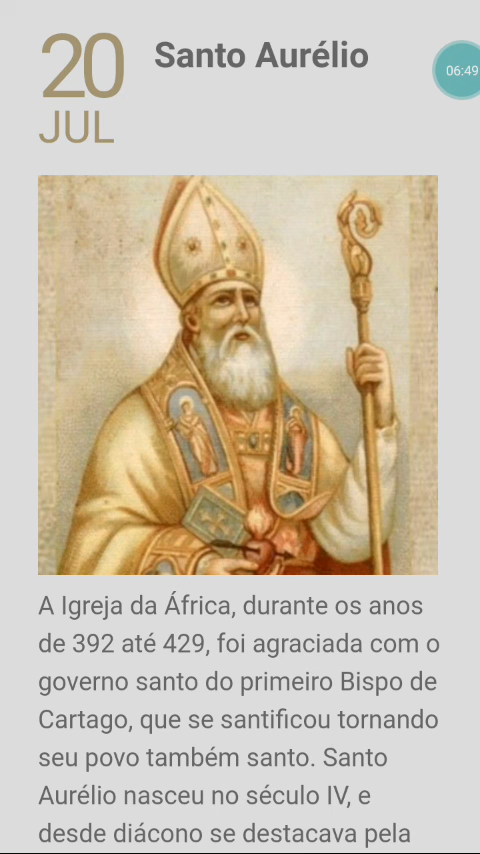 20
JUL
Santo Aurélio
06:49
A Igreja da África, durante os anos
de 392 até 429, foi agraciada com o
governo santo do primeiro Bispo de
Cartago, que se santificou tornando
seu povo também santo. Santo
Aurélio nasceu no século IV, e
desde diácono se destacava pela